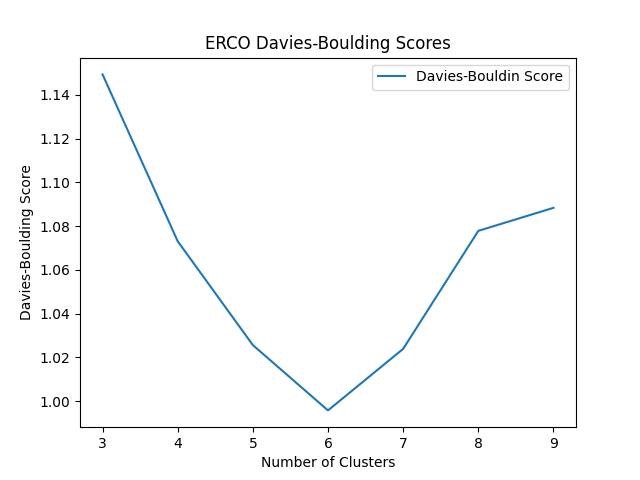 ERCO Davies-Boulding Scores
Davies-Bouldin Score
Davies-Boulding Score
1.14
1.12
1.10
1.08
1.06
1.04
1.02
1.00
3 4 5 6 7 8 9
Number of Clusters